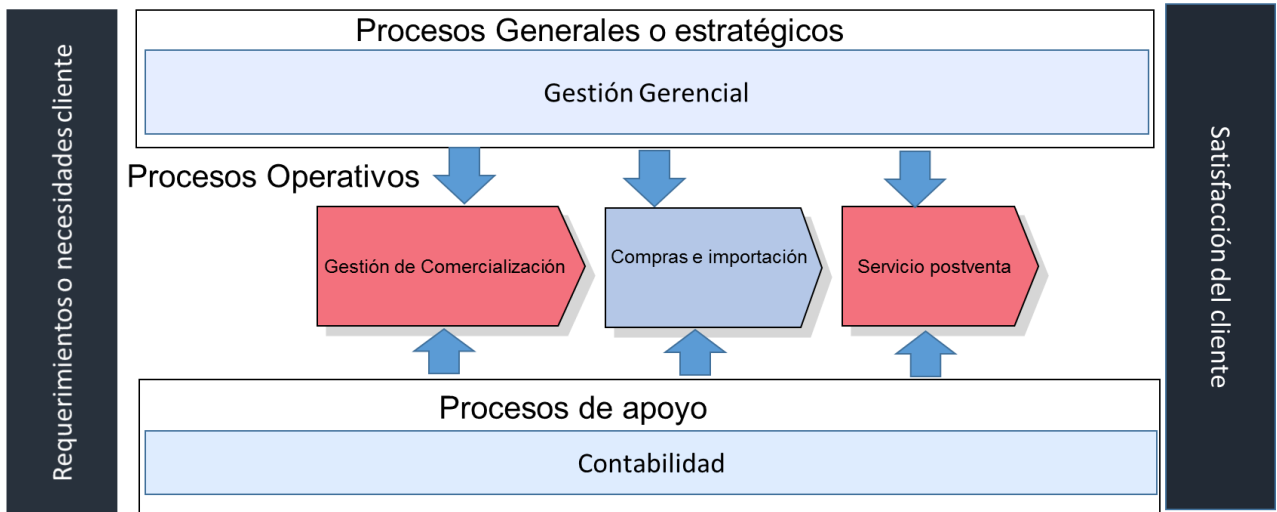 Requerimientos o necesidades cliente
Procesos Generales o estratégicos
Gestión Gerencial
Procesos Operativos
Gestión de Comercialización
Compras e importación
Servicio postventa
Procesos de apoyo
Contabilidad
Satisfacción del cliente